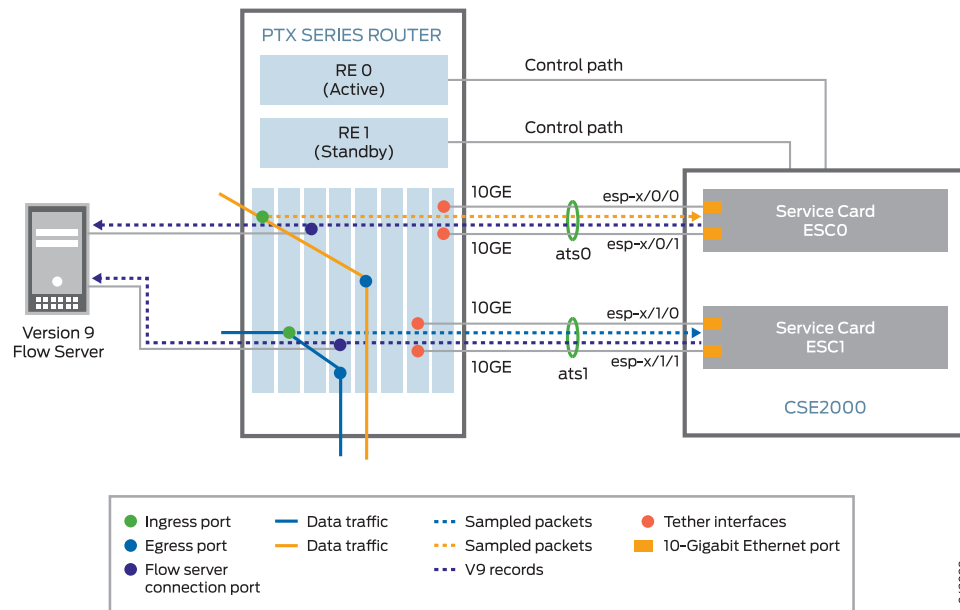 PTX SERIES ROUTER
RE 0
(Active)
Control path
RE 1
(Standby)
Control path
10GE
esp-x/0/0
Service Card
ESC0
10GE
ats0
esp-x/0/1
10GE
esp-x/1/0
Service Card
ESC1
10GE
ats1
esp-x/1/1
Version 9
Flow Server
CSE2000
Ingress port
Data traffic
Sampled packets
Tether interfaces
Egress port
Data traffic
Sampled packets
10-Gigabit Ethernet port
Flow server
connection port
V9 records